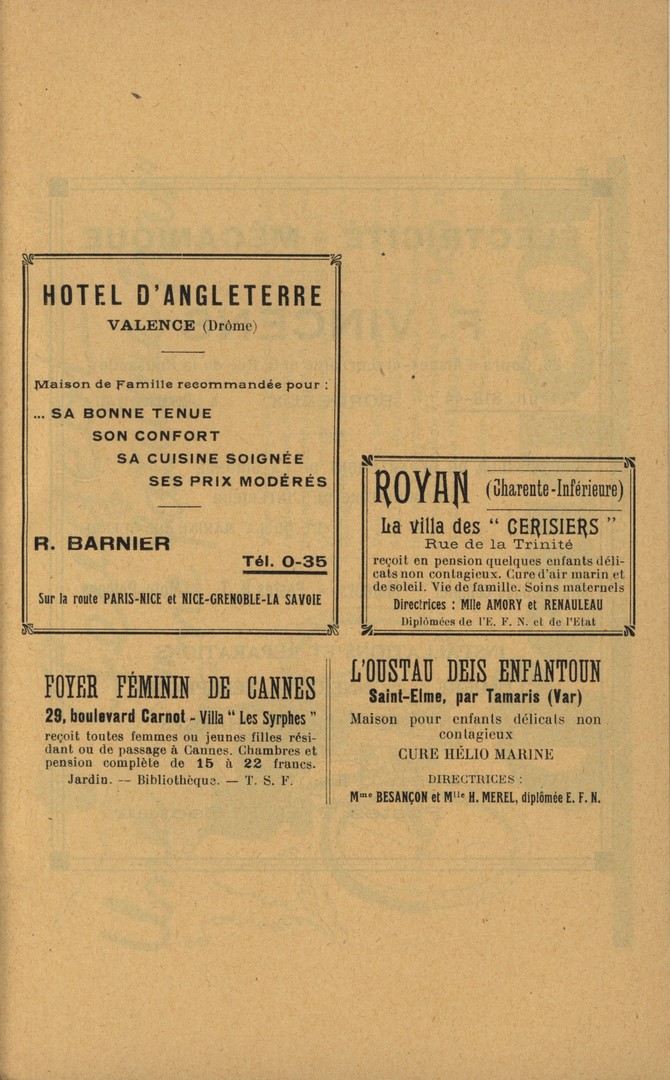 HOTEL D'ANGLETERRE
VALENCE (Drôme)
Maison de Famille recommandée pour :
... SA BONNE TENUE
SON CONFORT
SA CUISINE SOIGNÉE
SES PRIX MODÉRÉS
R. BARNIER
Tél. 0-35
Sur la route PARIS-NICE et NICE-GRENOBLE-LA SAVOIE
ROYAN (Charente-Inférieure)
La villa des “ CERISIERS ”
Rue de la Trinité
reçoit en pension quelques enfants déli-
cats non contagieux. Cure d'air marin et
de soleil. Vie de famille. Soins maternels
Directrices : Mlle AMORY et RENAULEAU
Diplômées de l'E. F. N. et de l'Etat
FOYER FÉMININ DE CANNES
29, boulevard Carnot - Villa “ Les Syrphes ”
reçoit toutes femmes ou jeunes filles rési-
dant ou de passage à Cannes. Chambres et
pension complète de 15 à 22 francs.
Jardin. — Bibliothèque. — T. S. F.
L'OUSTAU DEIS ENFANTOUN
Saint-Elme, par Tamaris (Var)
Maison pour enfants délicats non
contagieux
CURE HÉLIO MARINE
DIRECTRICES :
Mme BESANÇON et Mlle H. MEREL, diplômée E. F. N.